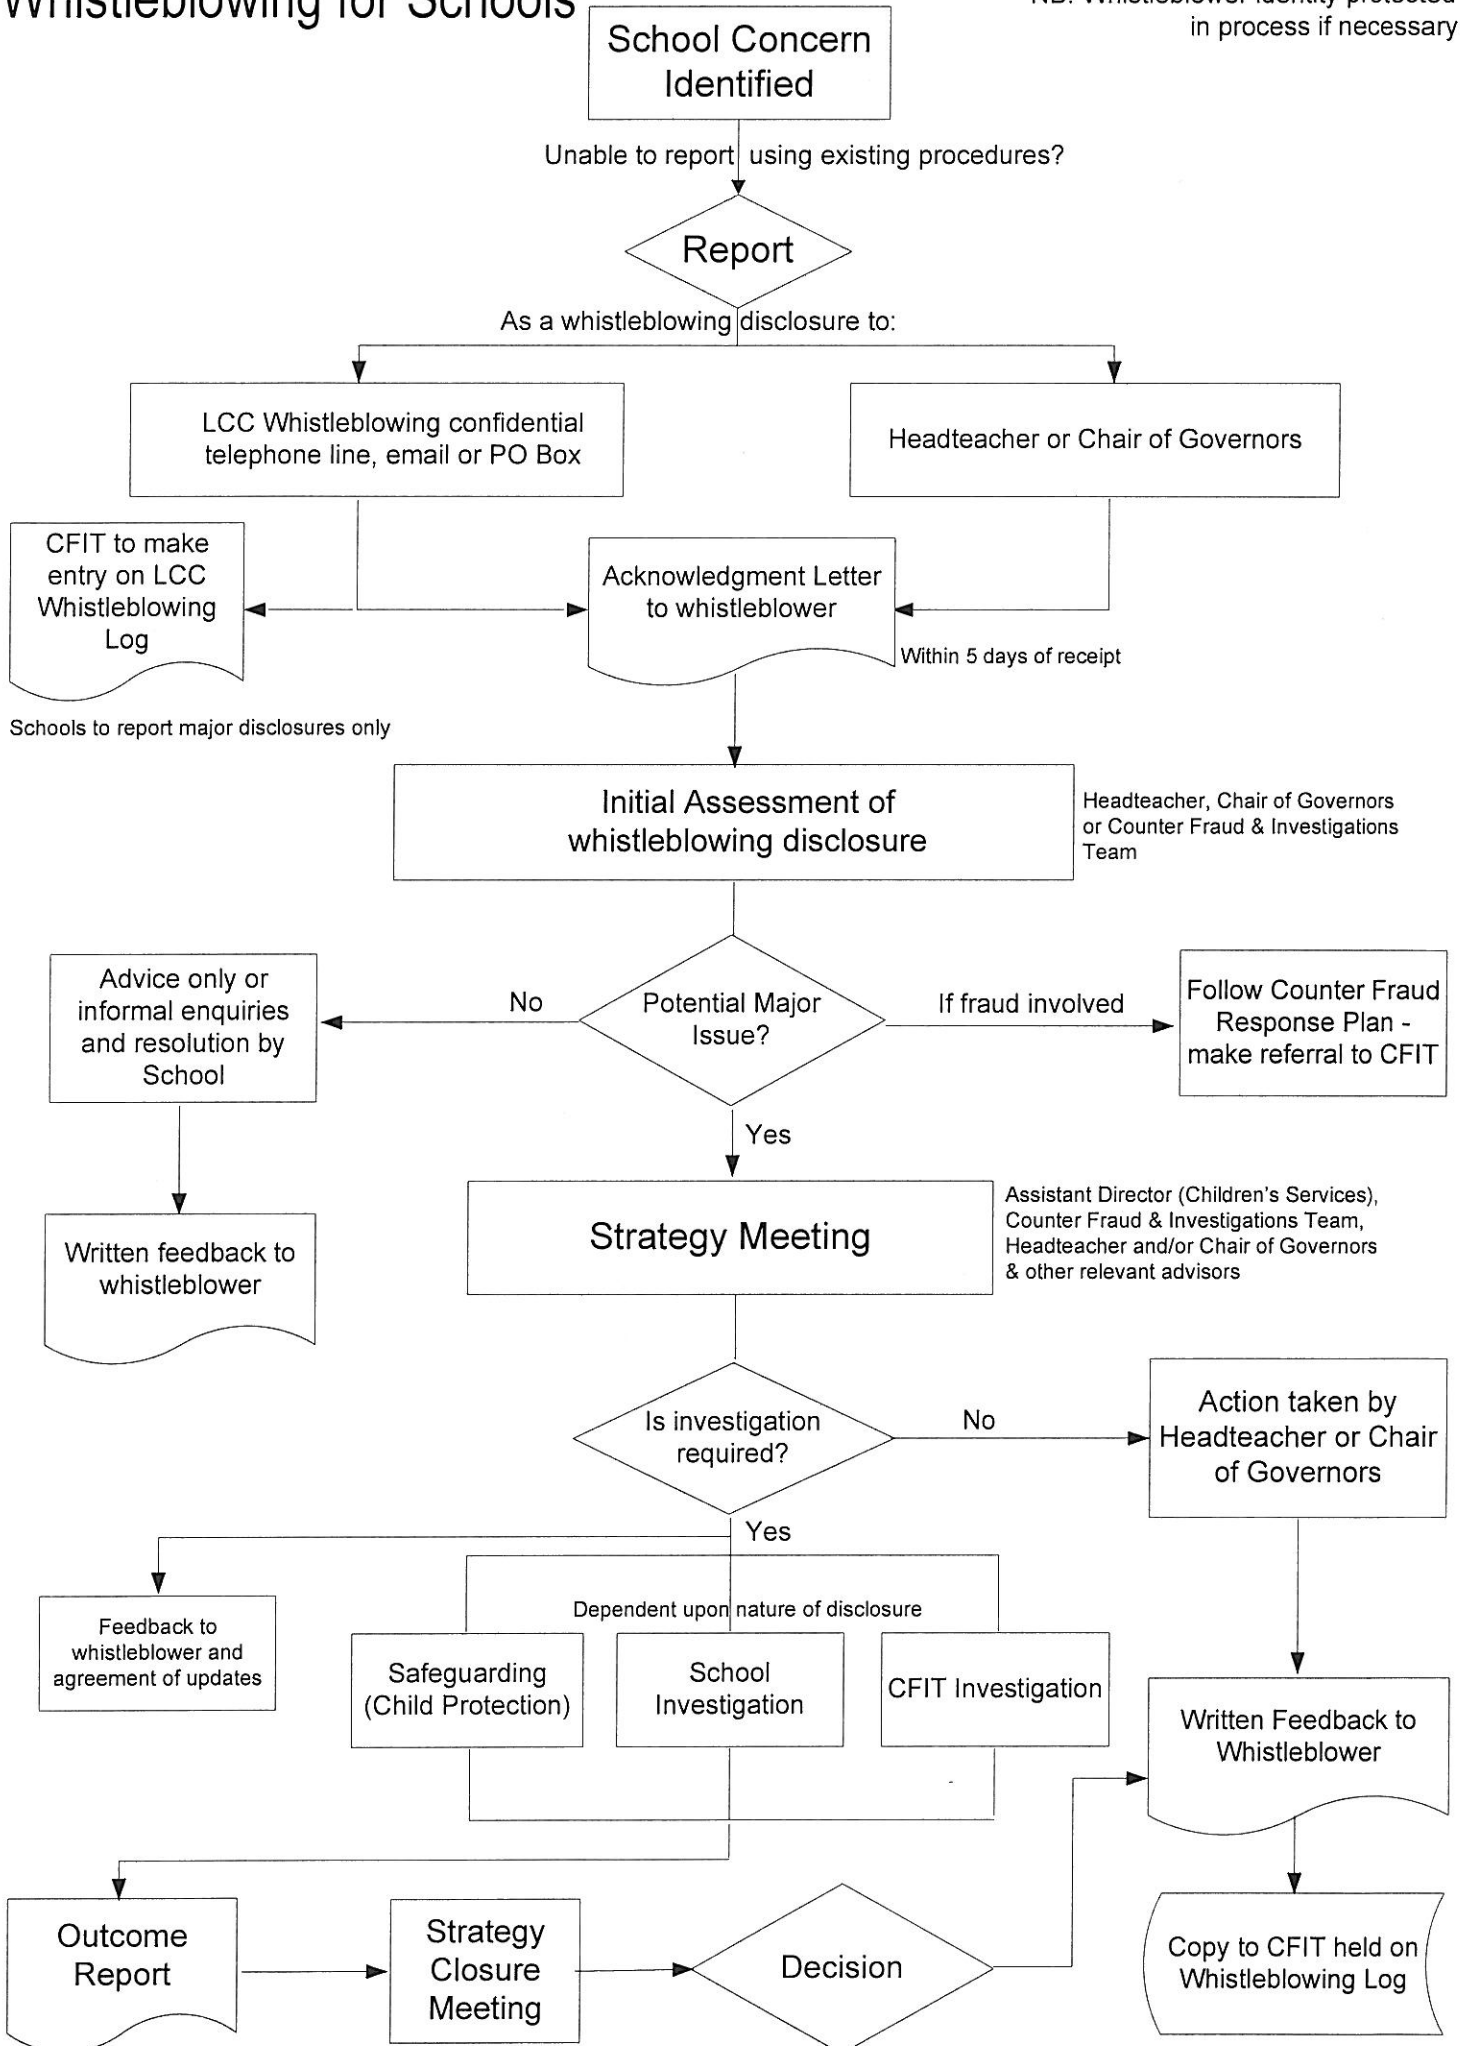 Whistleblowing for Schools
NB: Whistleblower identity protected
in process if necessary
School Concern
Identified
Unable to report using existing procedures?
Report
As a whistleblowing disclosure to:
LCC Whistleblowing confidential
telephone line, email or PO Box
Headteacher or Chair of Governors
CFIT to make
entry on LCC
Whistleblowing
Log
Acknowledgment Letter
to whistleblower
Within 5 days of receipt
Schools to report major disclosures only
Initial Assessment of
whistleblowing disclosure
Headteacher, Chair of Governors
or Counter Fraud & Investigations
Team
Advice only or
informal enquiries
and resolution by
School
No
Potential Major
Issue?
If fraud involved
Follow Counter Fraud
Response Plan -
make referral to CFIT
Yes
Written feedback to
whistleblower
Strategy Meeting
Assistant Director (Children's Services),
Counter Fraud & Investigations Team,
Headteacher and/or Chair of Governors
& other relevant advisors
Is investigation
required?
No
Action taken by
Headteacher or Chair
of Governors
Yes
Feedback to
whistleblower and
agreement of updates
Dependent upon nature of disclosure
Safeguarding
(Child Protection)
School
Investigation
CFIT Investigation
Written Feedback to
Whistleblower
Outcome
Report
Strategy
Closure
Meeting
Decision
Copy to CFIT held on
Whistleblowing Log